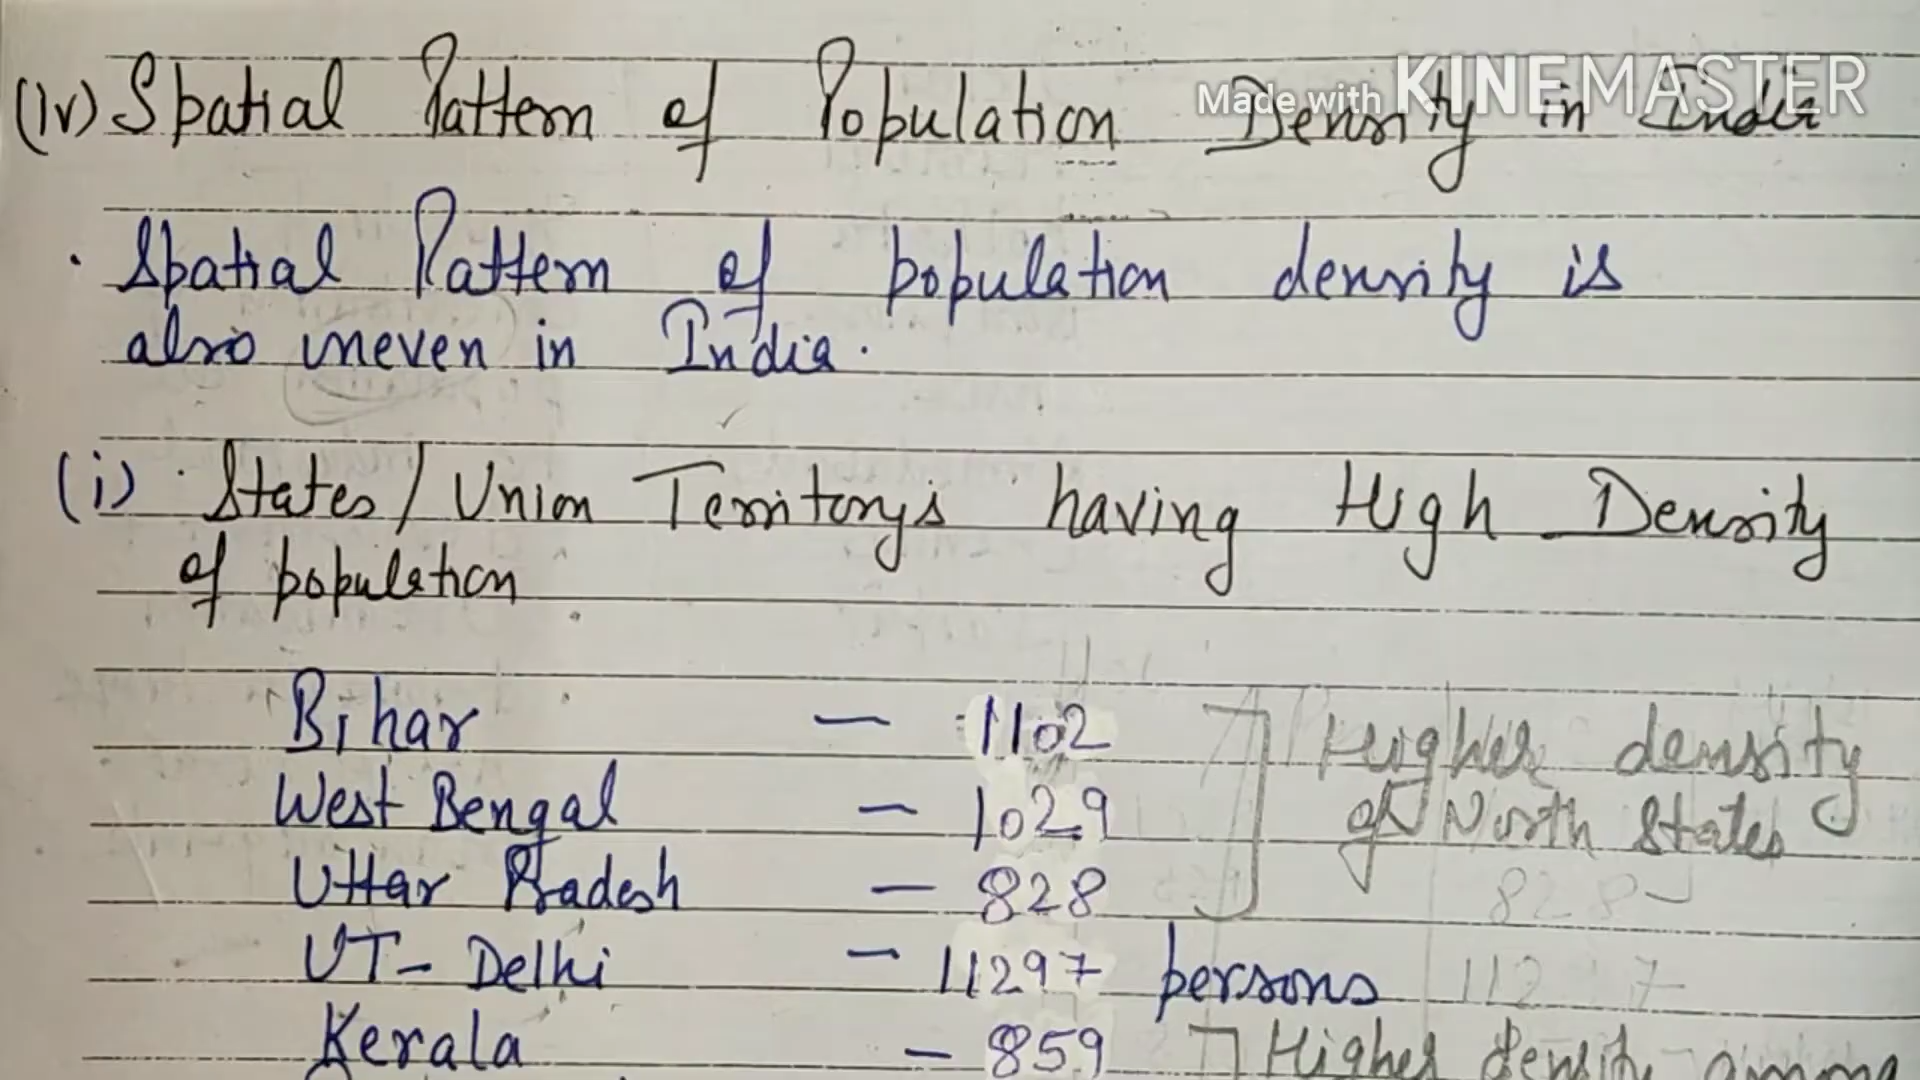 (iv) Spatial Pattern of Population Density in India
Made with KINEMASTER
· Spatial Pattern of population density is
also uneven in India.
(i) · States/Union Territorys having High Density
of population
Bihar — 1102
Higher density
West Bengal — 1029
of North States
Uttar Pradesh — 828
828
UT- Delhi — 11297 persons
Kerala — 859
Higher density among